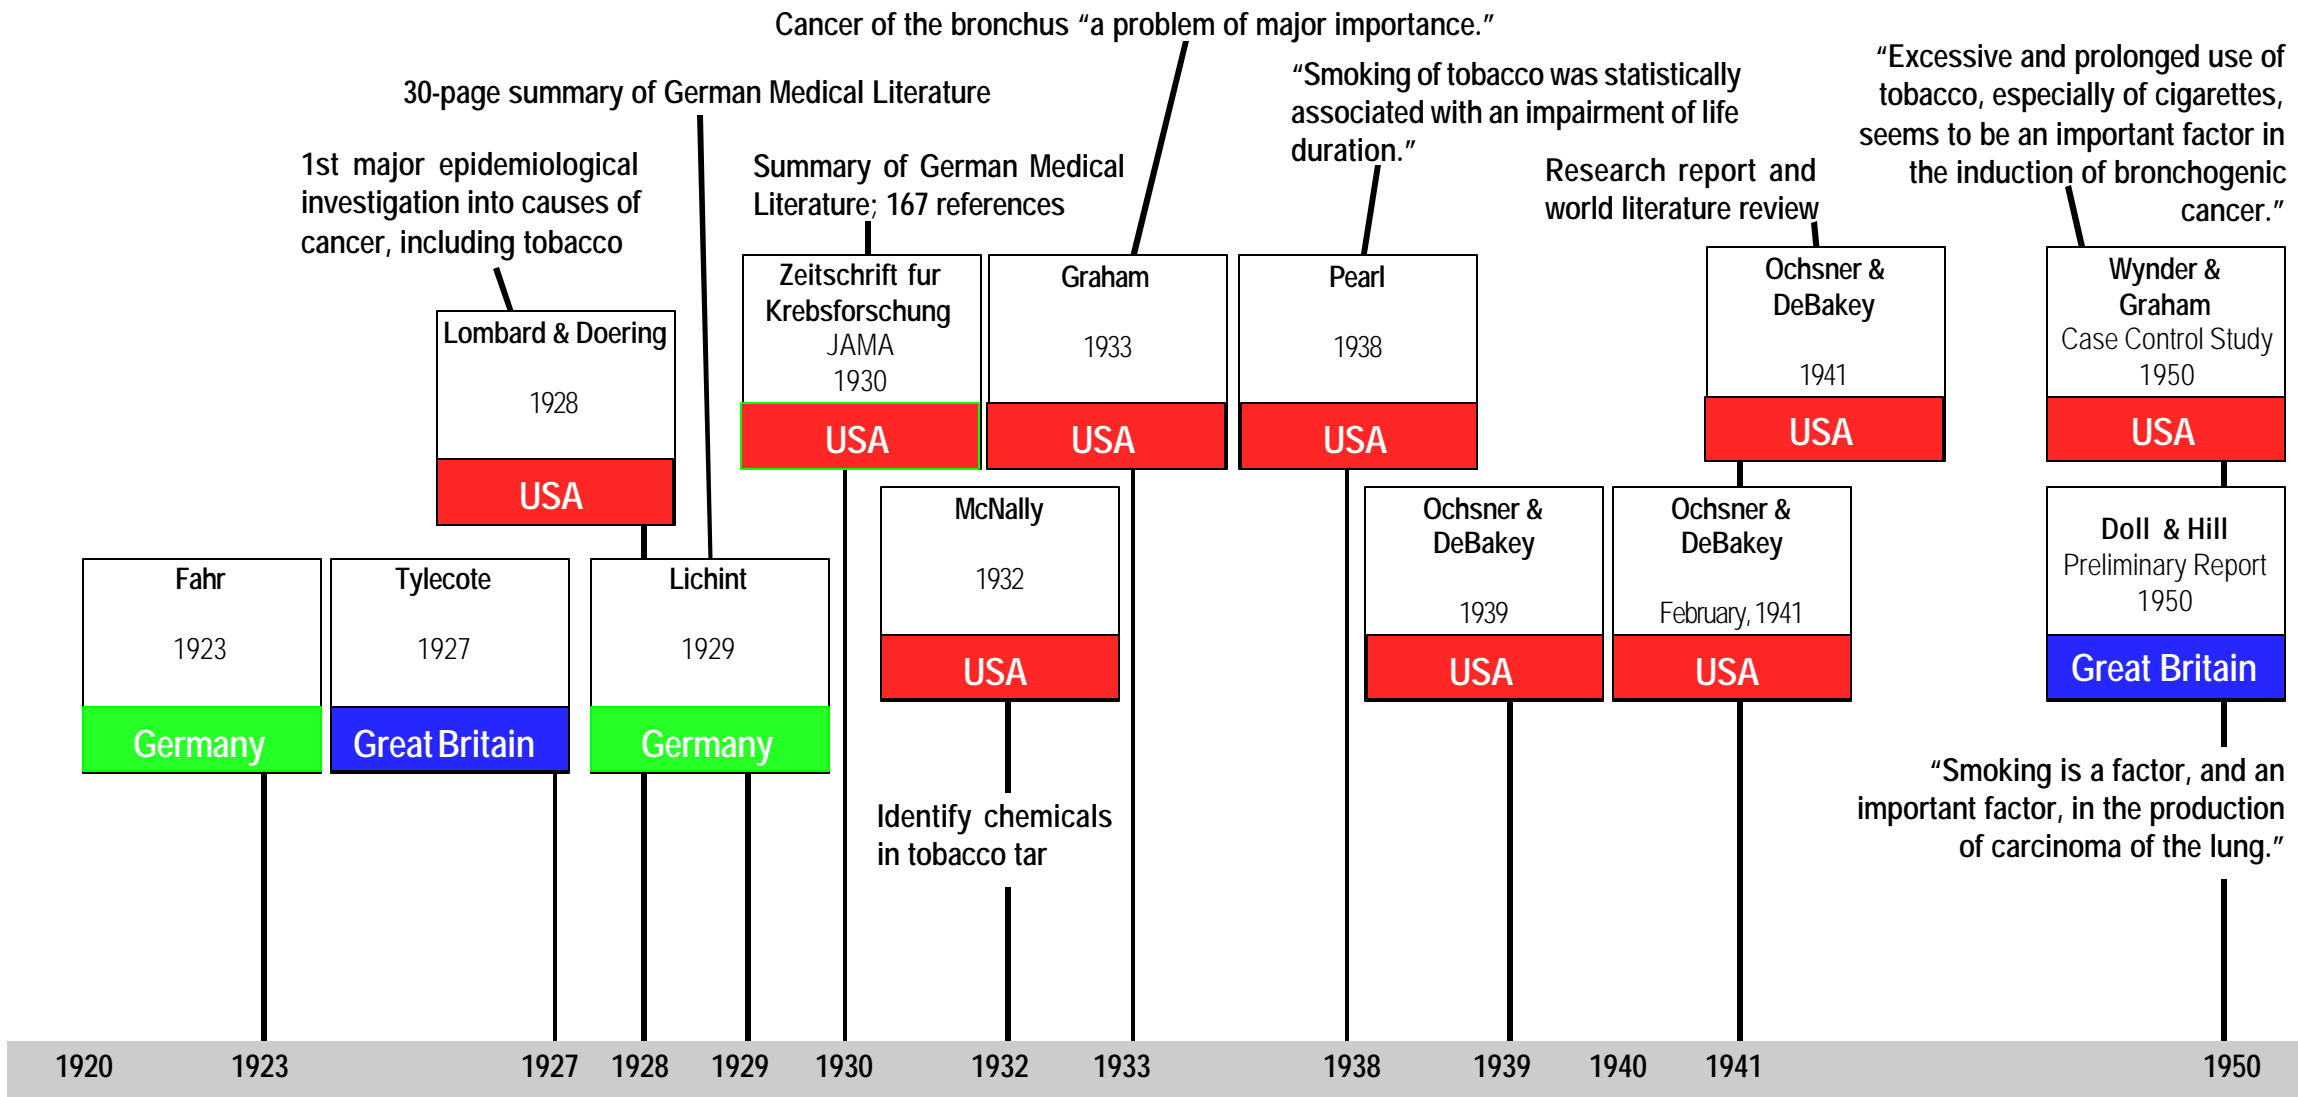 Cancer of the bronchus “a problem of major importance.”
30-page summary of German Medical Literature
“Smoking of tobacco was statistically
associated with an impairment of life
duration.”
“Excessive and prolonged use of
tobacco, especially of cigarettes,
seems to be an important factor in
the induction of bronchogenic
cancer.”
1st major epidemiological
investigation into causes of
cancer, including tobacco
Summary of German Medical
Literature; 167 references
Research report and
world literature review
Lombard & Doering
1928
USA
Zeitschrift fur
Krebsforschung
JAMA
1930
USA
Graham
1933
USA
Pearl
1938
USA
Ochsner &
DeBakey
1941
USA
Wynder &
Graham
Case Control Study
1950
USA
Fahr
1923
Germany
Tylecote
1927
Great Britain
Lichint
1929
Germany
McNally
1932
USA
Ochsner &
DeBakey
1939
USA
Ochsner &
DeBakey
February, 1941
USA
Doll & Hill
Preliminary Report
1950
Great Britain
Identify chemicals
in tobacco tar
“Smoking is a factor, and an
important factor, in the production
of carcinoma of the lung.”
1920 1923 1927 1928 1929 1930 1932 1933 1938 1939 1940 1941 1950